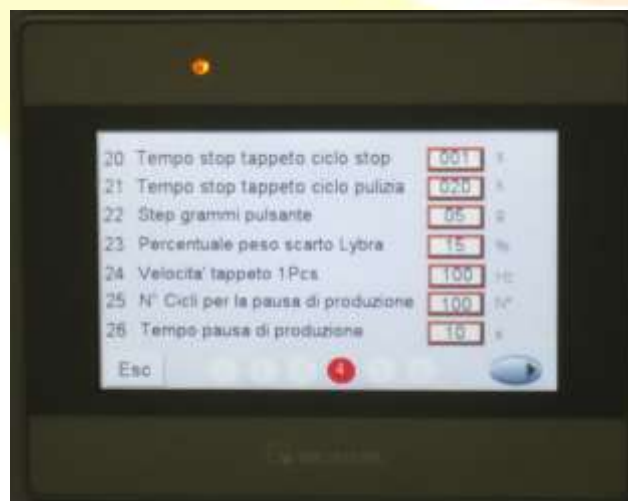 20 Tempo stop tappeto ciclo stop 001 s
21 Tempo stop tappeto ciclo pulizia 020 s
22 Step grammi pulsante 05 g
23 Percentuale peso scarto Lybra 15 %
24 Velocita' tappeto 1Pcs 100 Hz
25 N° Cicli per la pausa di produzione 100 N°
26 Tempo pausa di produzione 10 s
Esc 4